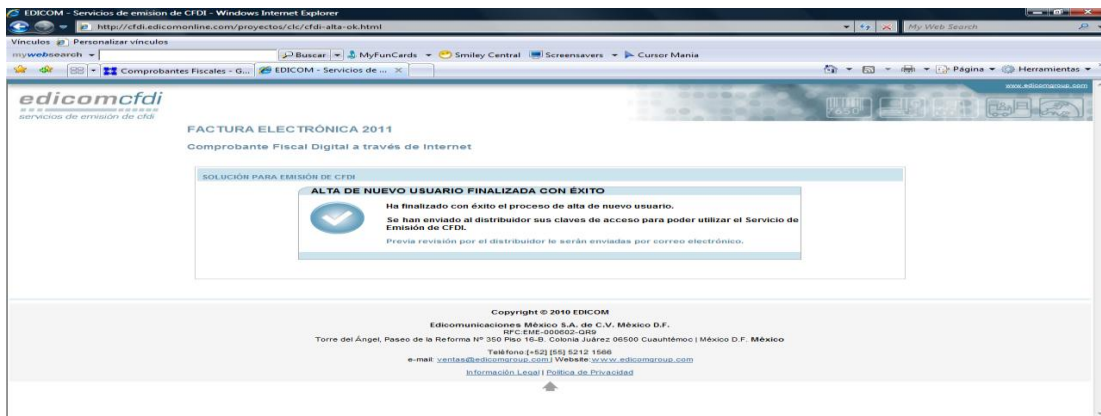 EDICOM - Servicios de emision de CFDI - Windows Internet Explorer
http://cfdi.edicomonline.com/proyectos/clc/cfdi-alta-ok.html
My Web Search
Vínculos Personalizar vínculos
mywebsearch Buscar MyFunCards Smiley Central Screensavers Cursor Mania
Comprobantes Fiscales - G... EDICOM - Servicios de ... Página Herramientas
www.edicomgroup.com
edicomcfdi
servicios de emisión de cfdi
FACTURA ELECTRÓNICA 2011
Comprobante Fiscal Digital a través de Internet
SOLUCIÓN PARA EMISIÓN DE CFDI
ALTA DE NUEVO USUARIO FINALIZADA CON ÉXITO
Ha finalizado con éxito el proceso de alta de nuevo usuario.
Se han enviado al distribuidor sus claves de acceso para poder utilizar el Servicio de
Emisión de CFDI.
Previa revisión por el distribuidor le serán enviadas por correo electrónico.
Copyright © 2010 EDICOM
Edicomunicaciones México S.A. de C.V. México D.F.
RFC:EME-000602-QR9
Torre del Ángel, Paseo de la Reforma Nº 350 Piso 16-B. Colonia Juárez 06500 Cuauhtémoc | México D.F. México
Teléfono:[+52] [55] 5212 1566
e-mail: ventas@edicomgroup.com | Website:www.edicomgroup.com
Información Legal | Política de Privacidad